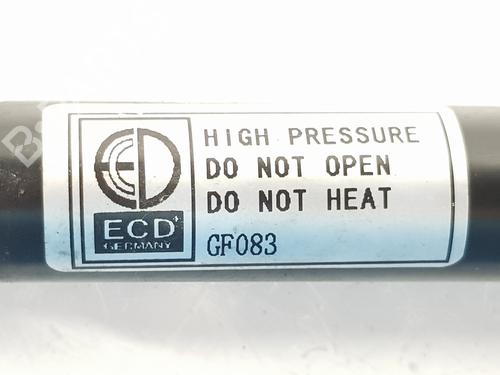 HIGH PRESSURE
DO NOT OPEN
DO NOT HEAT
GF083
ECD+
GERMANY